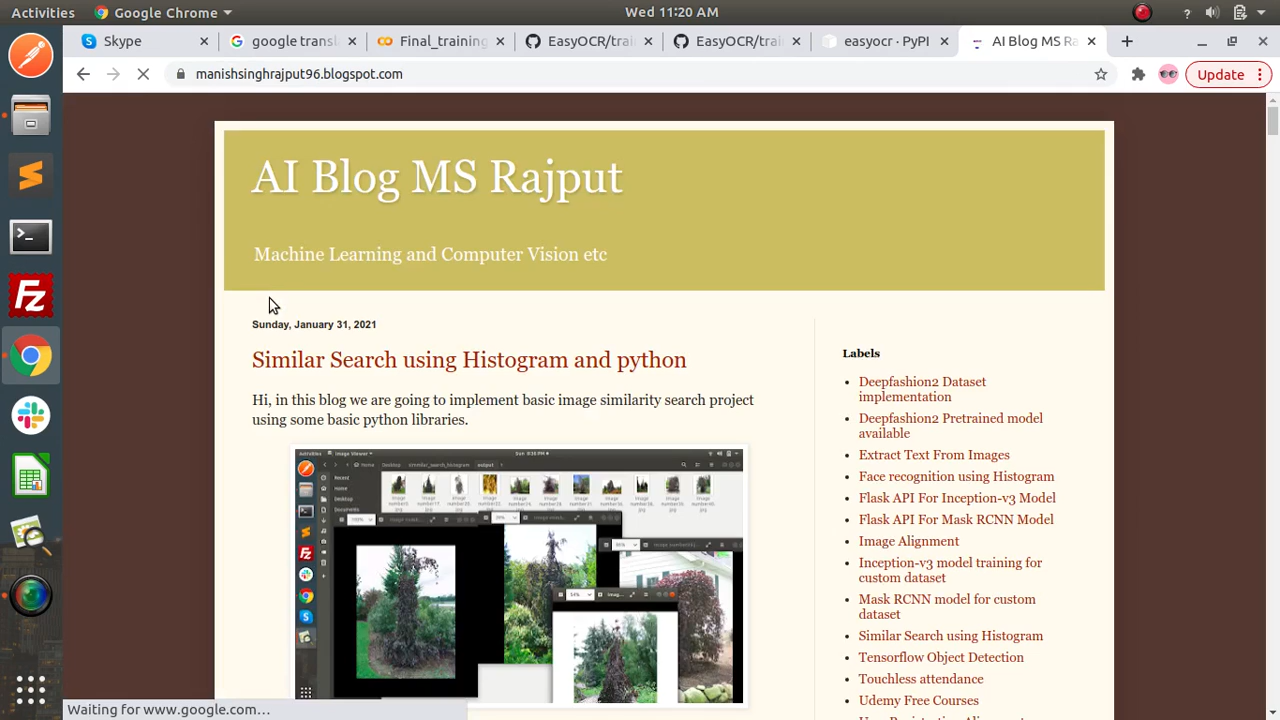 Activities
Google Chrome
Wed 11:20 AM
Skype
google transl
Final_training
EasyOCR/trai
EasyOCR/trai
easyocr · PyPI
AI Blog MS Ra
manishsinghrajput96.blogspot.com
Update
AI Blog MS Rajput
Machine Learning and Computer Vision etc
Sunday, January 31, 2021
Similar Search using Histogram and python
Hi, in this blog we are going to implement basic image similarity search project
using some basic python libraries.
Labels
Deepfashion2 Dataset
implementation
Deepfashion2 Pretrained model
available
Extract Text From Images
Face recognition using Histogram
Flask API For Inception-v3 Model
Flask API For Mask RCNN Model
Image Alignment
Inception-v3 model training for
custom dataset
Mask RCNN model for custom
dataset
Similar Search using Histogram
Tensorflow Object Detection
Touchless attendance
Udemy Free Courses
Waiting for www.google.com…